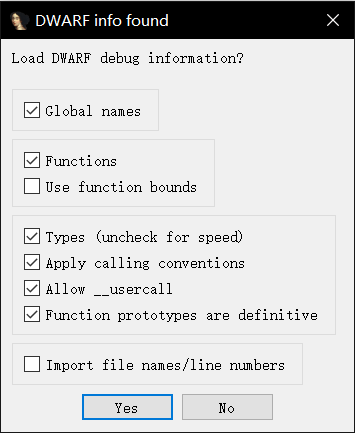 DWARF info found
Load DWARF debug information?
Global names
Functions
Use function bounds
Types (uncheck for speed)
Apply calling conventions
Allow __usercall
Function prototypes are definitive
Import file names/line numbers
Yes No